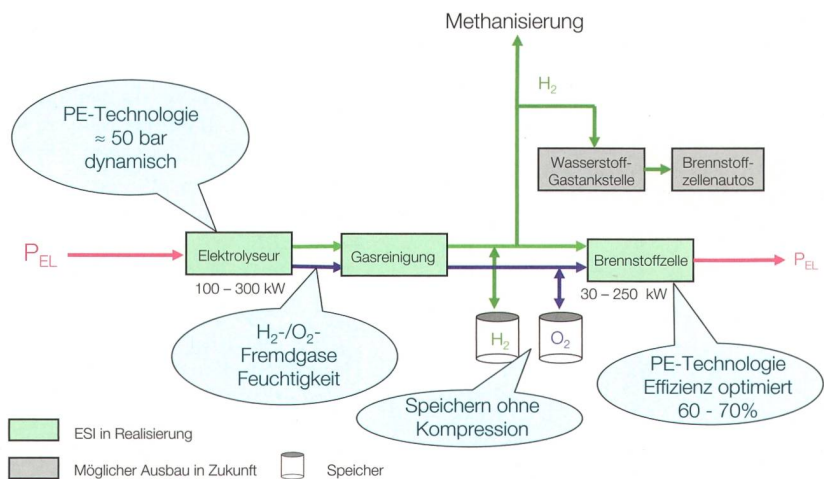 Methanisierung
H₂
PE-Technologie
≈ 50 bar
dynamisch
Wasserstoff-
Gastankstelle
Brennstoff-
zellenautos
P_EL
Elektrolyseur
Gasreinigung
Brennstoffzelle
P_EL
100 – 300 kW
30 – 250 kW
H₂-/O₂-
Fremdgase
Feuchtigkeit
H₂
O₂
PE-Technologie
Effizienz optimiert
60 - 70%
Speichern ohne
Kompression
ESI in Realisierung
Möglicher Ausbau in Zukunft
Speicher